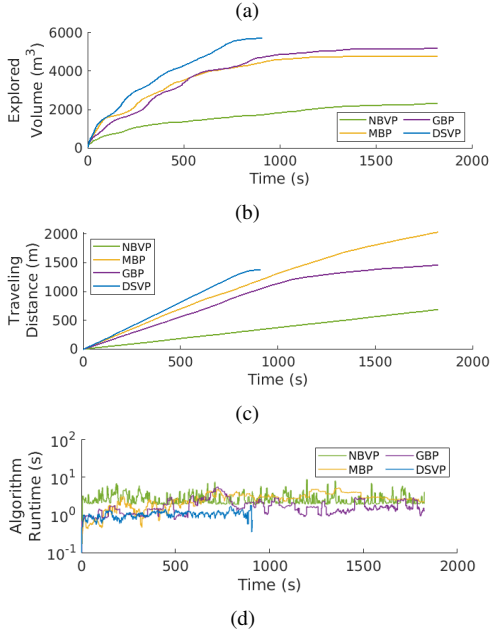 (a)
6000
4000
2000
0
Explored
Volume (m³)
NBVP GBP
MBP DSVP
0 500 1000 1500 2000
Time (s)
(b)
2000
1500
1000
500
0
Traveling
Distance (m)
NBVP
MBP
GBP
DSVP
0 500 1000 1500 2000
Time (s)
(c)
10²
10¹
10⁰
10⁻¹
Algorithm
Runtime (s)
NBVP GBP
MBP DSVP
0 500 1000 1500 2000
Time (s)
(d)